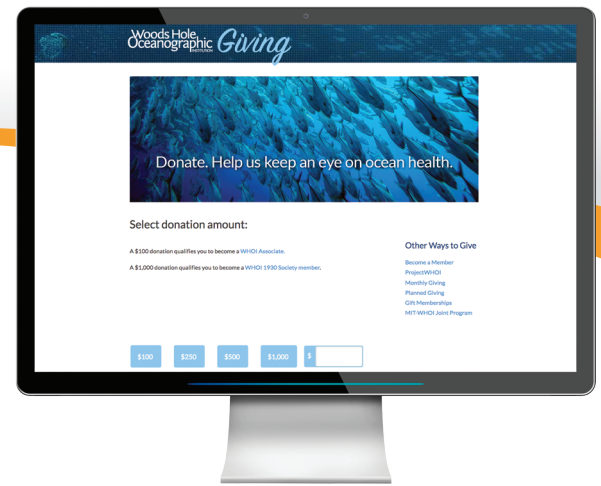 Woods Hole
Oceanographic
INSTITUTION
Giving
Donate. Help us keep an eye on ocean health.
Select donation amount:
A $100 donation qualifies you to become a WHOI Associate.
A $1,000 donation qualifies you to become a WHOI 1930 Society member.
Other Ways to Give
Become a Member
ProjectWHOI
Monthly Giving
Planned Giving
Gift Memberships
MIT-WHOI Joint Program
$100 $250 $500 $1,000 $